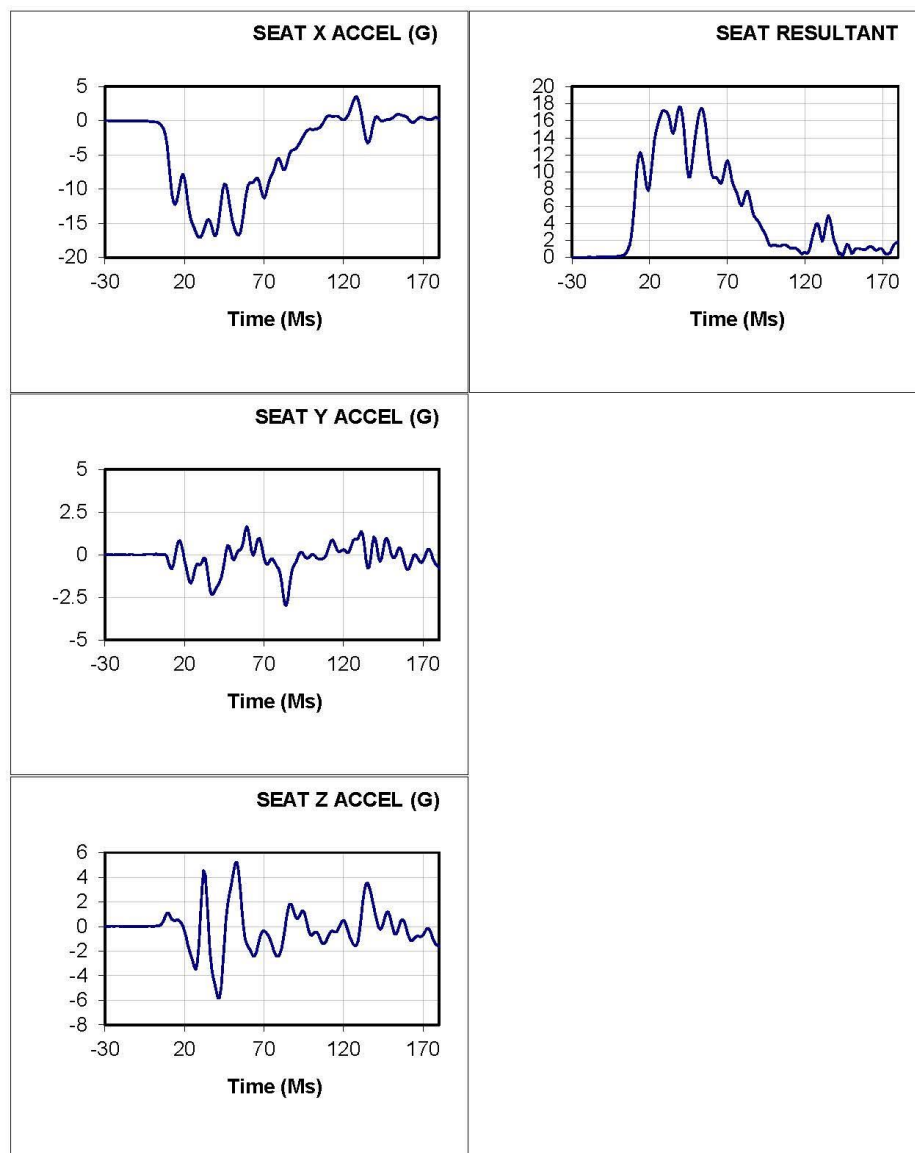 SEAT X ACCEL (G)
5
0
-5
-10
-15
-20
-30 20 70 120 170
Time (Ms)
SEAT RESULTANT
20
18
16
14
12
10
8
6
4
2
0
-30 20 70 120 170
Time (Ms)
SEAT Y ACCEL (G)
5
2.5
0
-2.5
-5
-30 20 70 120 170
Time (Ms)
SEAT Z ACCEL (G)
6
4
2
0
-2
-4
-6
-8
-30 20 70 120 170
Time (Ms)